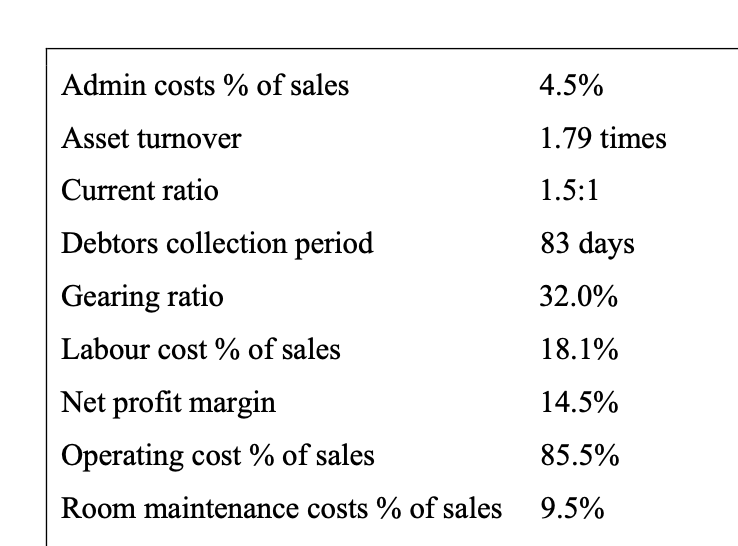 Admin costs % of sales 4.5%
Asset turnover 1.79 times
Current ratio 1.5:1
Debtors collection period 83 days
Gearing ratio 32.0%
Labour cost % of sales 18.1%
Net profit margin 14.5%
Operating cost % of sales 85.5%
Room maintenance costs % of sales 9.5%